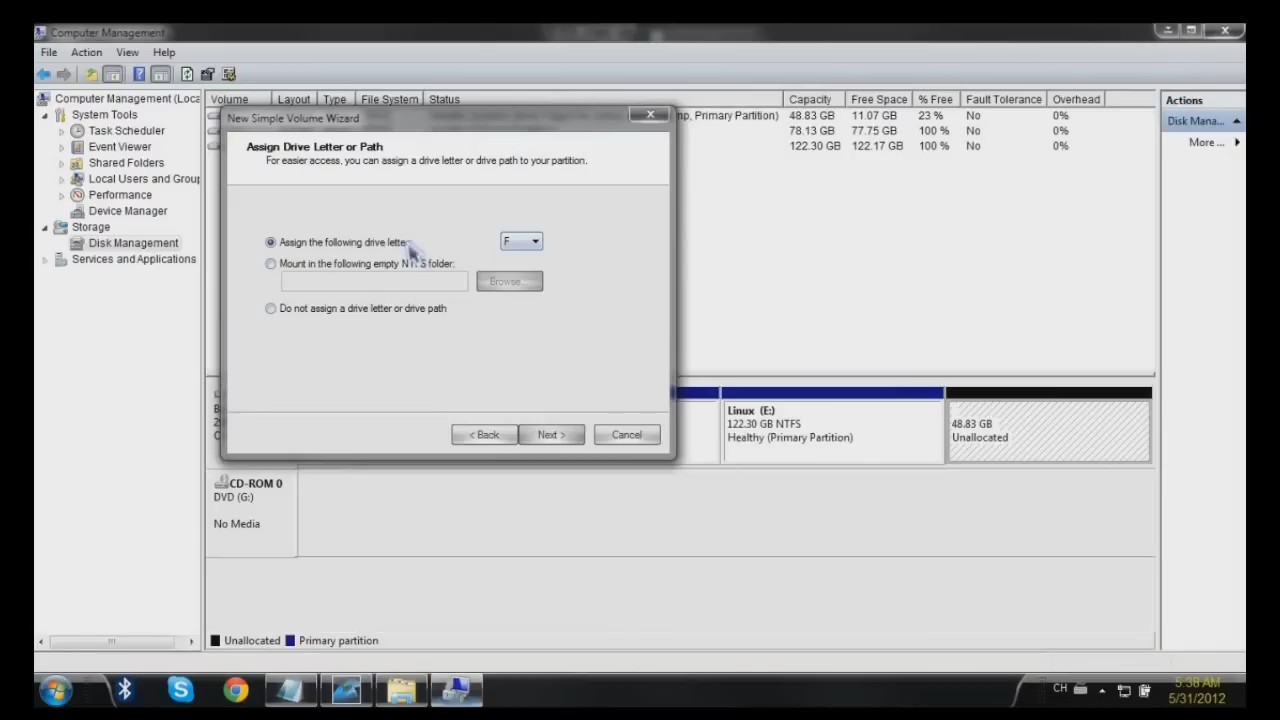 Computer Management
File Action View Help
Computer Management (Loca
System Tools
Task Scheduler
Event Viewer
Shared Folders
Local Users and Group
Performance
Device Manager
Storage
Disk Management
Services and Applications
Volume Layout Type File System Status Capacity Free Space % Free Fault Tolerance Overhead
mp, Primary Partition) 48.83 GB 11.07 GB 23 % No 0%
78.13 GB 77.75 GB 100 % No 0%
122.30 GB 122.17 GB 100 % No 0%
Actions
Disk Mana...
More ...
New Simple Volume Wizard
Assign Drive Letter or Path
For easier access, you can assign a drive letter or drive path to your partition.
Assign the following drive letter: F
Mount in the following empty NTFS folder:
Browse...
Do not assign a drive letter or drive path
< Back Next > Cancel
Linux (E:)
122.30 GB NTFS
Healthy (Primary Partition)
48.83 GB
Unallocated
CD-ROM 0
DVD (G:)
No Media
Unallocated Primary partition
CH
5:38 AM
5/31/2012